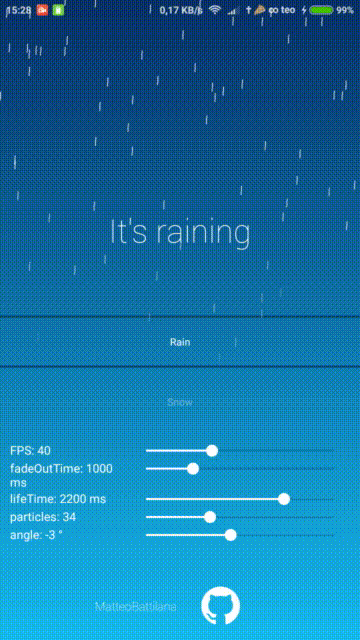 15:28 0,17 KB/s co teo 99%
It's raining
Rain
Snow
FPS: 40
fadeOutTime: 1000
ms
lifeTime: 2200 ms
particles: 34
angle: -3 °
MatteoBattilana